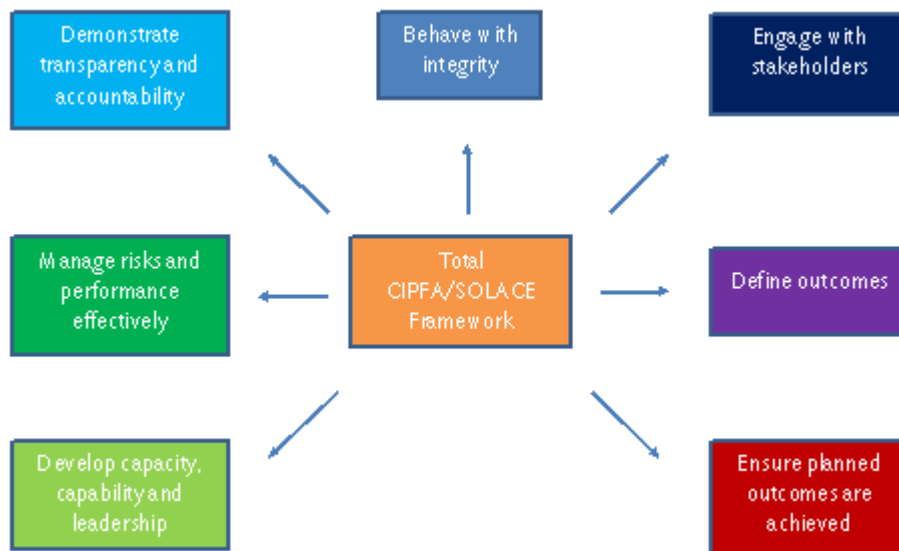 Demonstrate
transparency and
accountability
Behave with
integrity
Engage with
stakeholders
Manage risks and
performance
effectively
Total
CIPFA/SOLACE
Framework
Define outcomes
Develop capacity,
capability and
leadership
Ensure planned
outcomes are
achieved